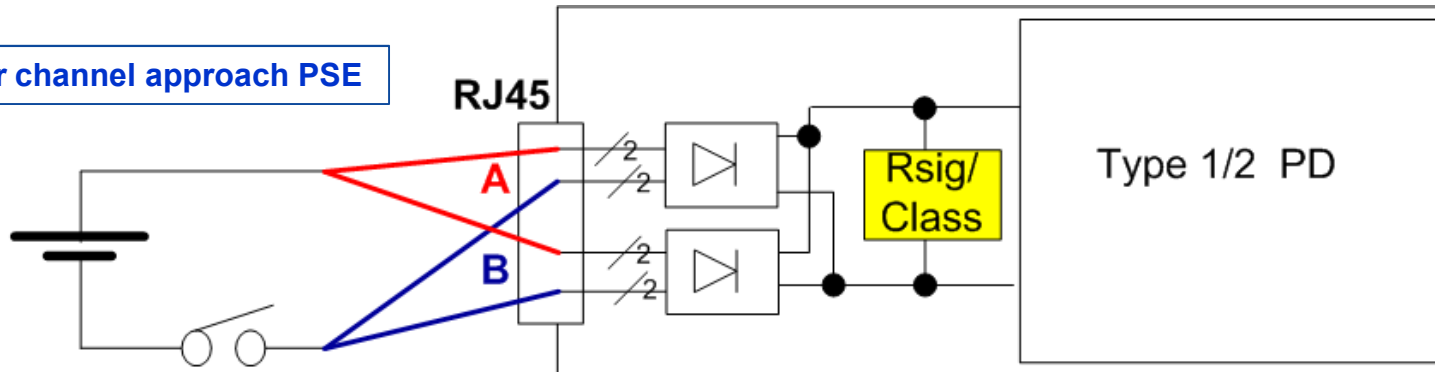 r channel approach PSE
RJ45
A
B
2
2
2
2
Rsig/
Class
Type 1/2 PD